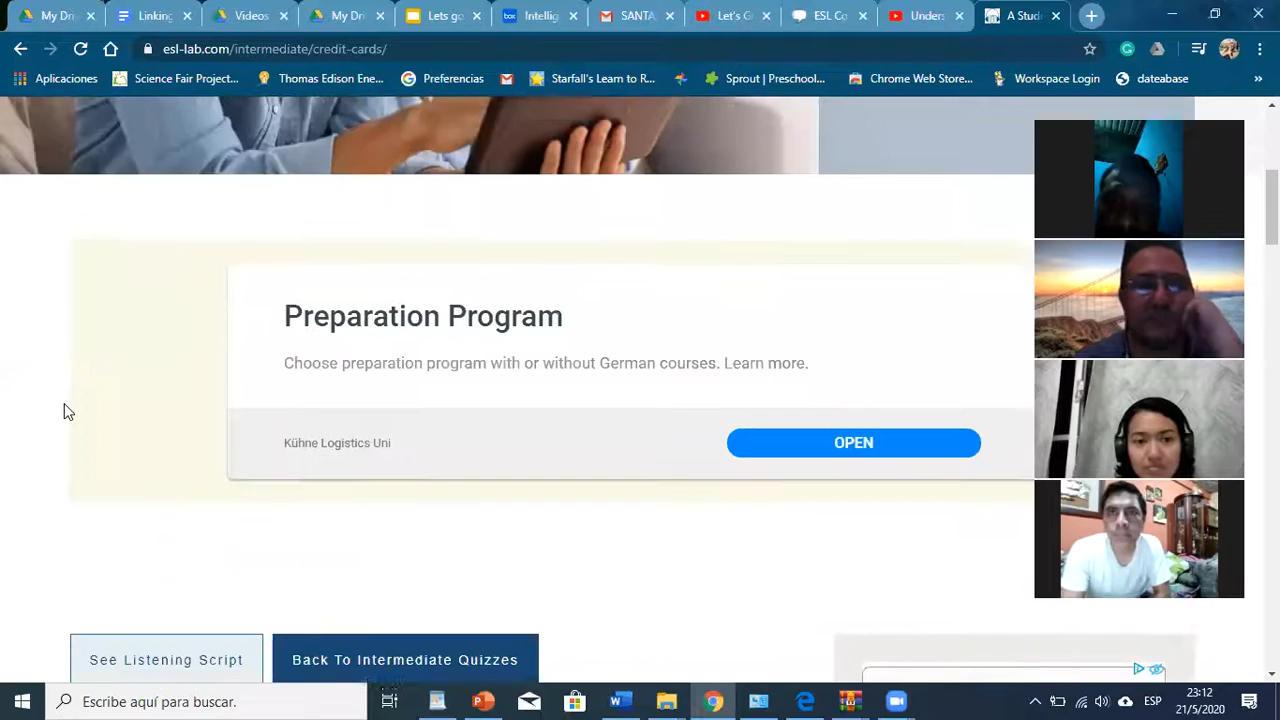 My Dri
Linking
Videos
My Dri
Lets go
Intellig
SANTA
Let's G
ESL Co
Unders
A Stud
esl-lab.com/intermediate/credit-cards/
Aplicaciones
Science Fair Project...
Thomas Edison Ene...
Preferencias
Starfall's Learn to R...
Sprout | Preschool...
Chrome Web Store...
Workspace Login
dateabase
»
Preparation Program
Choose preparation program with or without German courses. Learn more.
Kühne Logistics Uni
OPEN
See Listening Script
Back To Intermediate Quizzes
Escribe aquí para buscar.
ESP
23:12
21/5/2020